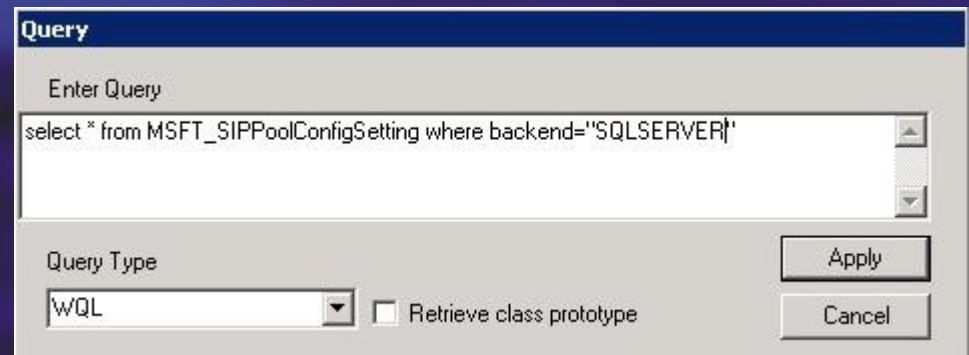 Query
Enter Query
select * from MSFT_SIPPoolConfigSetting where backend="SQLSERVER"
Query Type
WQL
Retrieve class prototype
Apply
Cancel